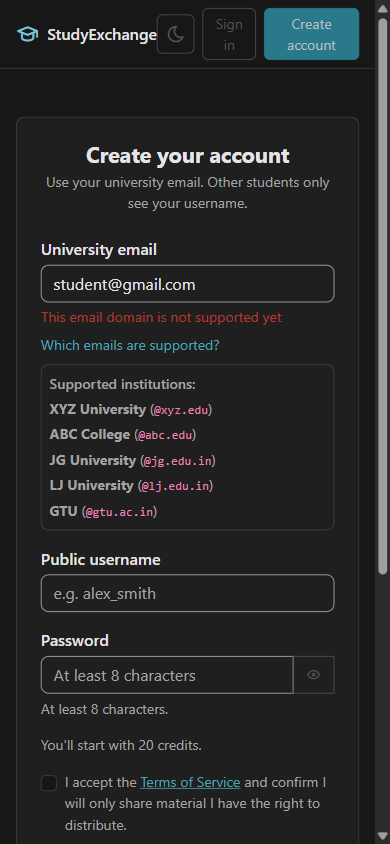 StudyExchange
Sign
in
Create
account
Create your account
Use your university email. Other students only
see your username.
University email
student@gmail.com
This email domain is not supported yet
Which emails are supported?
Supported institutions:
XYZ University (@xyz.edu)
ABC College (@abc.edu)
JG University (@jg.edu.in)
LJ University (@lj.edu.in)
GTU (@gtu.ac.in)
Public username
e.g. alex_smith
Password
At least 8 characters
At least 8 characters.
You'll start with 20 credits.
I accept the Terms of Service and confirm I
will only share material I have the right to
distribute.